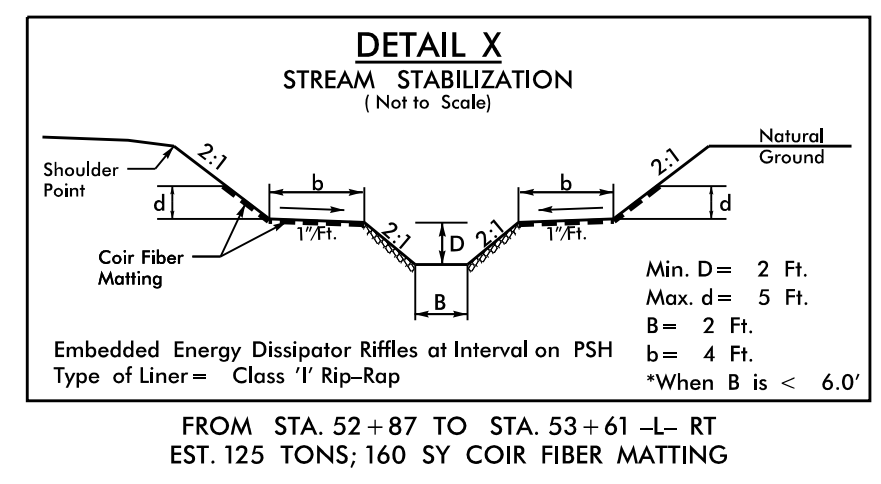 DETAIL X
STREAM STABILIZATION
( Not to Scale)
Natural
Ground
Shoulder
Point
2:1
2:1
b
b
d
d
1"/Ft.
1"/Ft.
2:1
2:1
D
B
Coir Fiber
Matting
Min. D= 2 Ft.
Max. d= 5 Ft.
B= 2 Ft.
b= 4 Ft.
*When B is < 6.0'
Embedded Energy Dissipator Riffles at Interval on PSH
Type of Liner= Class 'I' Rip-Rap
FROM STA. 52+87 TO STA. 53+61 -L- RT
EST. 125 TONS; 160 SY COIR FIBER MATTING